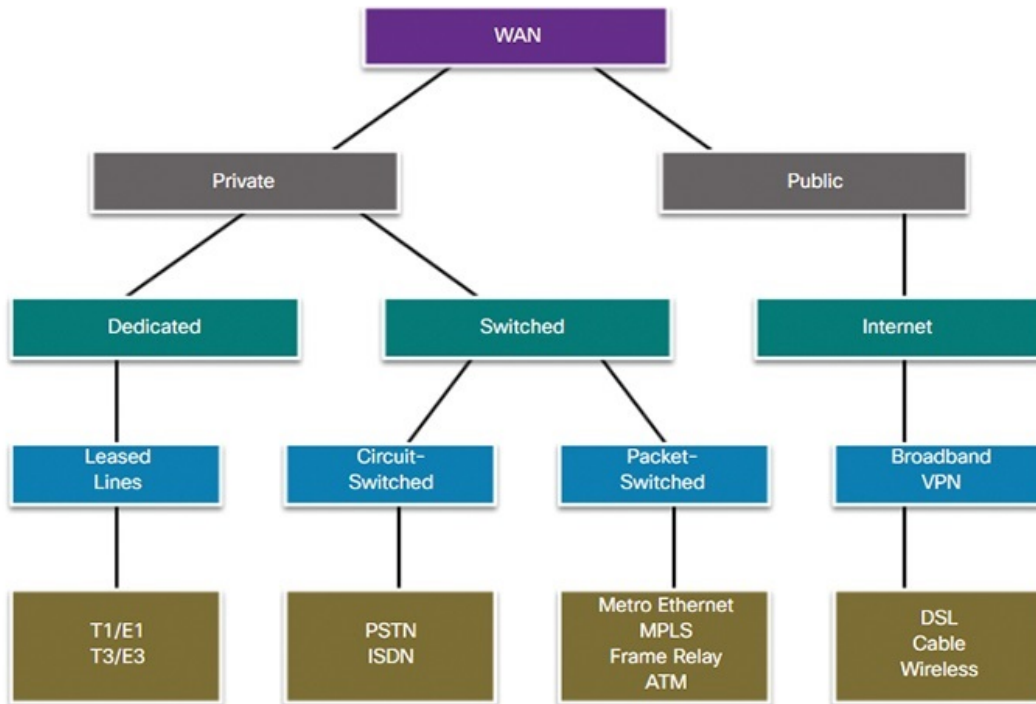 WAN
Private
Public
Dedicated
Switched
Internet
Leased
Lines
Circuit-
Switched
Packet-
Switched
Broadband
VPN
T1/E1
T3/E3
PSTN
ISDN
Metro Ethernet
MPLS
Frame Relay
ATM
DSL
Cable
Wireless